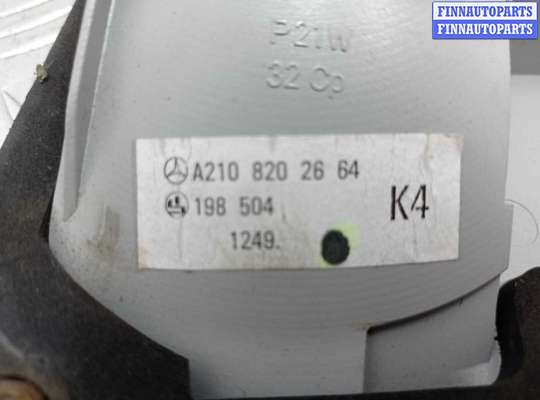 FINNAUTOPARTS
FINNAUTOPARTS
P21W
32 Cp
A210 820 26 64
198 504
K4
1249.